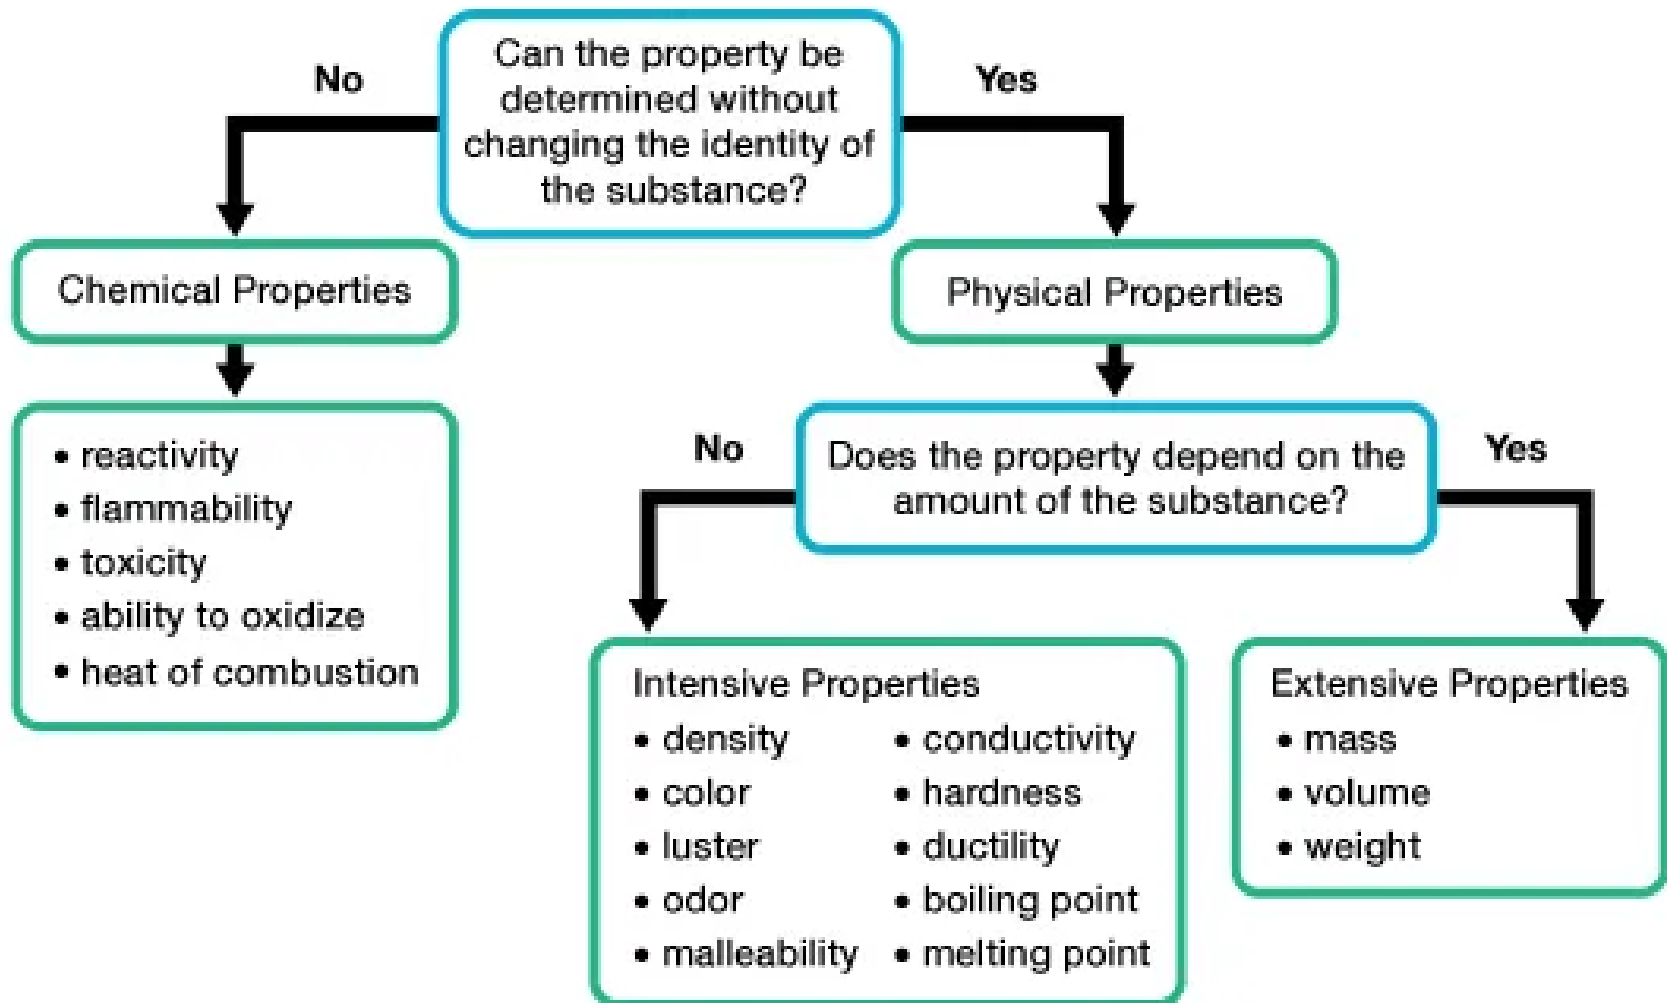 Can the property be
determined without
changing the identity of
the substance?
No
Yes
Chemical Properties
Physical Properties
• reactivity
• flammability
• toxicity
• ability to oxidize
• heat of combustion
Does the property depend on the
amount of the substance?
No
Yes
Intensive Properties
• density
• color
• luster
• odor
• malleability
• conductivity
• hardness
• ductility
• boiling point
• melting point
Extensive Properties
• mass
• volume
• weight